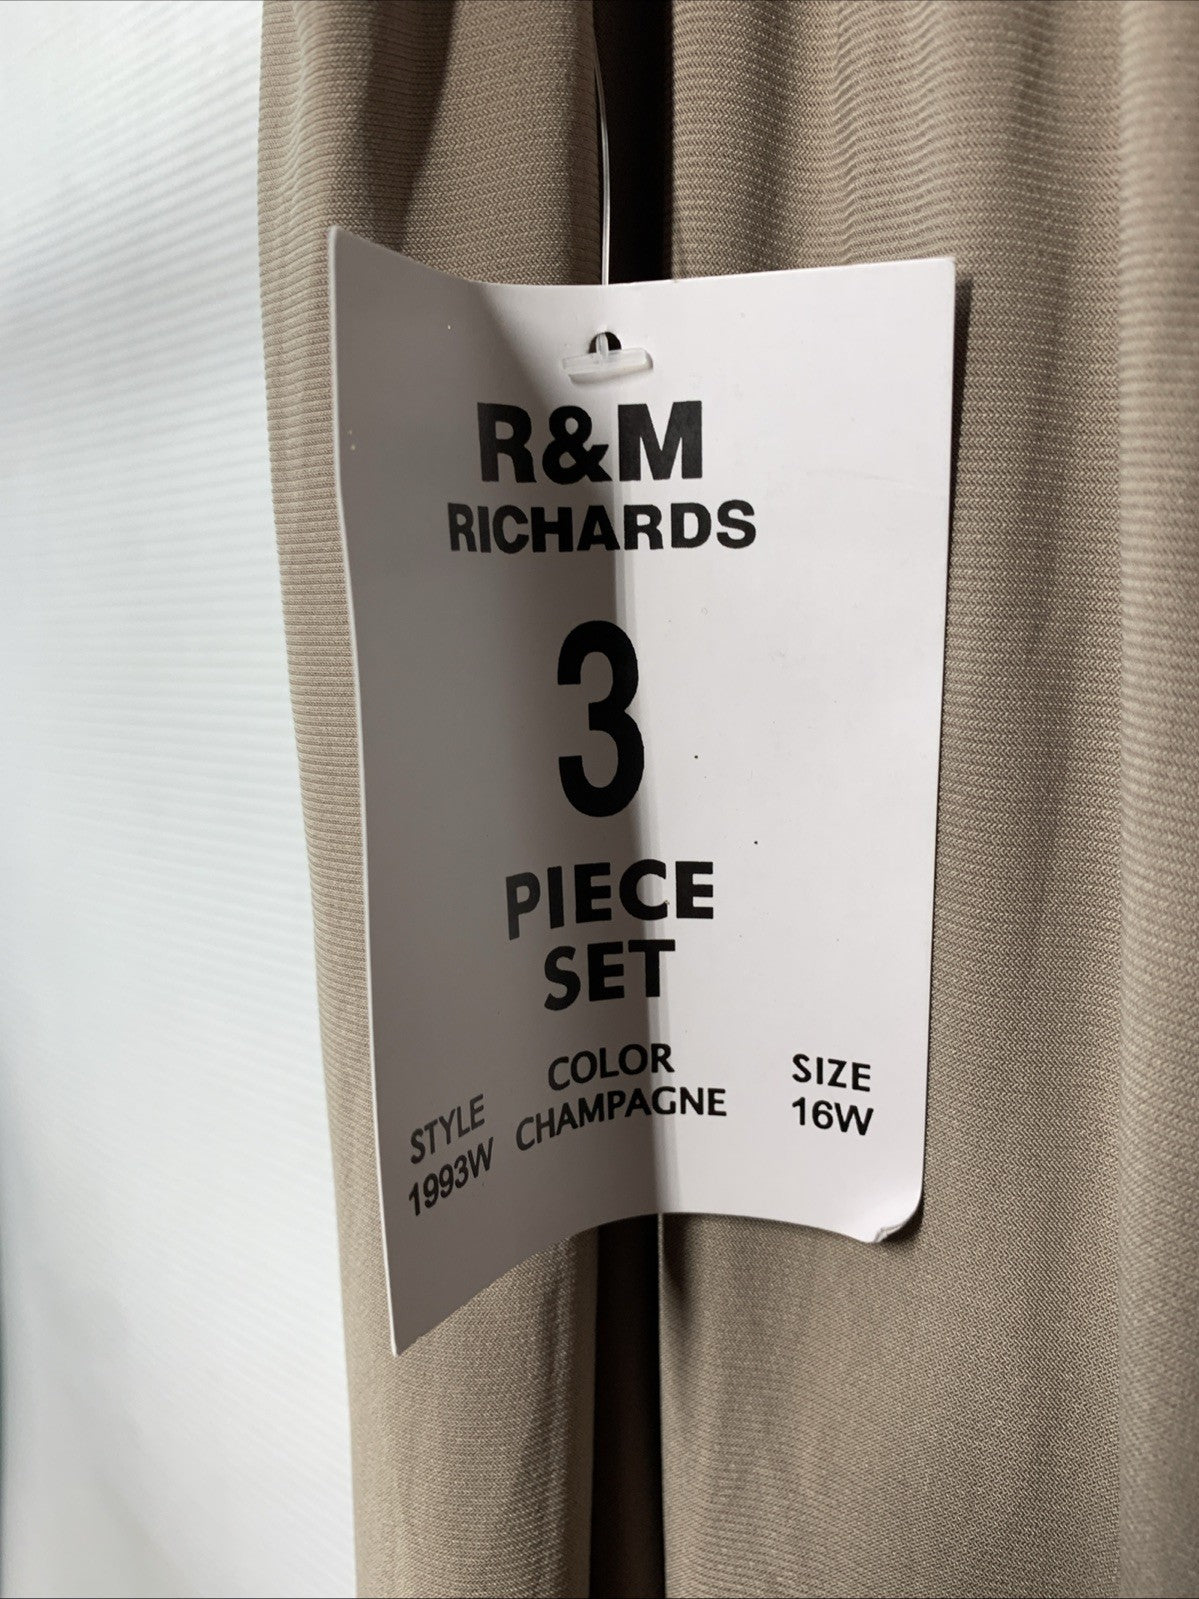 R&M
RICHARDS
3
PIECE
SET
STYLE COLOR SIZE
1993W CHAMPAGNE 16W